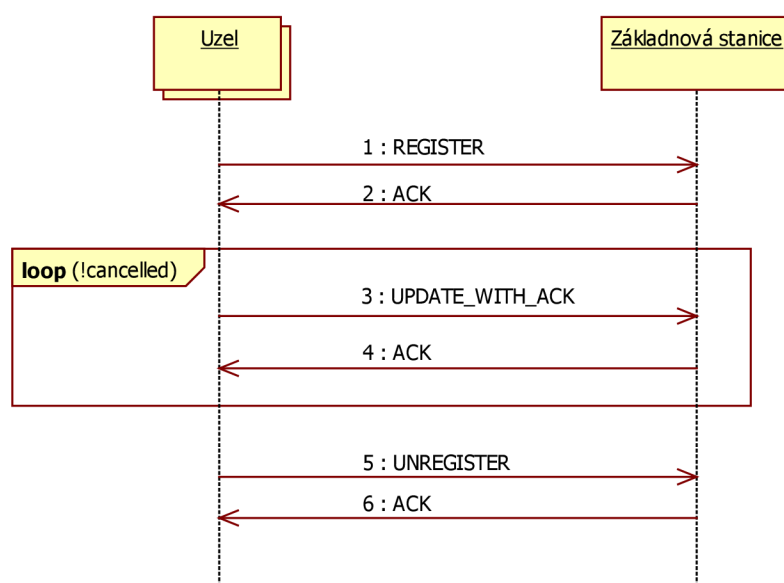 Uzel
Základnová stanice
1 : REGISTER
2 : ACK
loop (!cancelled)
3 : UPDATE_WITH_ACK
4 : ACK
5 : UNREGISTER
6 : ACK